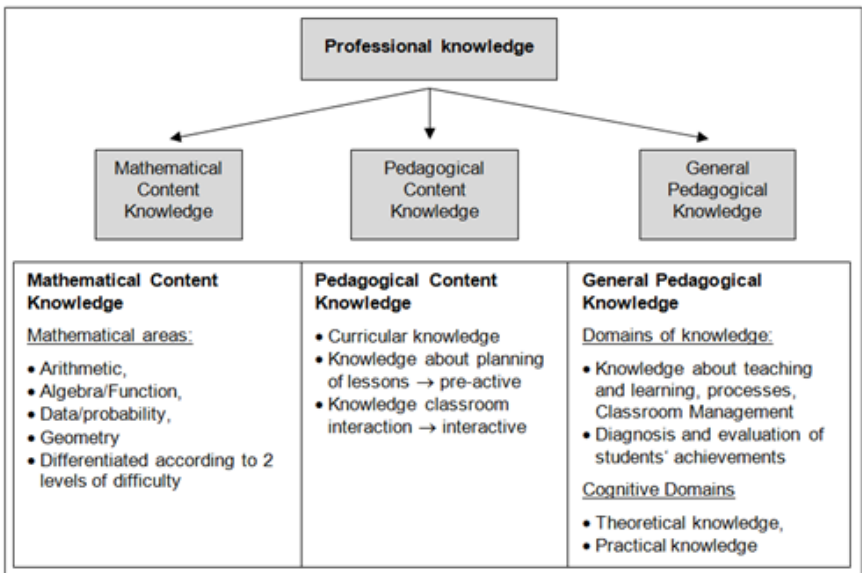 Professional knowledge
Mathematical
Content
Knowledge
Pedagogical
Content
Knowledge
General
Pedagogical
Knowledge
Mathematical Content
Knowledge
Mathematical areas:
• Arithmetic,
• Algebra/Function,
• Data/probability,
• Geometry
• Differentiated according to 2
levels of difficulty
Pedagogical Content
Knowledge
• Curricular knowledge
• Knowledge about planning
of lessons → pre-active
• Knowledge classroom
interaction → interactive
General Pedagogical
Knowledge
Domains of knowledge:
• Knowledge about teaching
and learning, processes,
Classroom Management
• Diagnosis and evaluation of
students‘ achievements
Cognitive Domains
• Theoretical knowledge,
• Practical knowledge